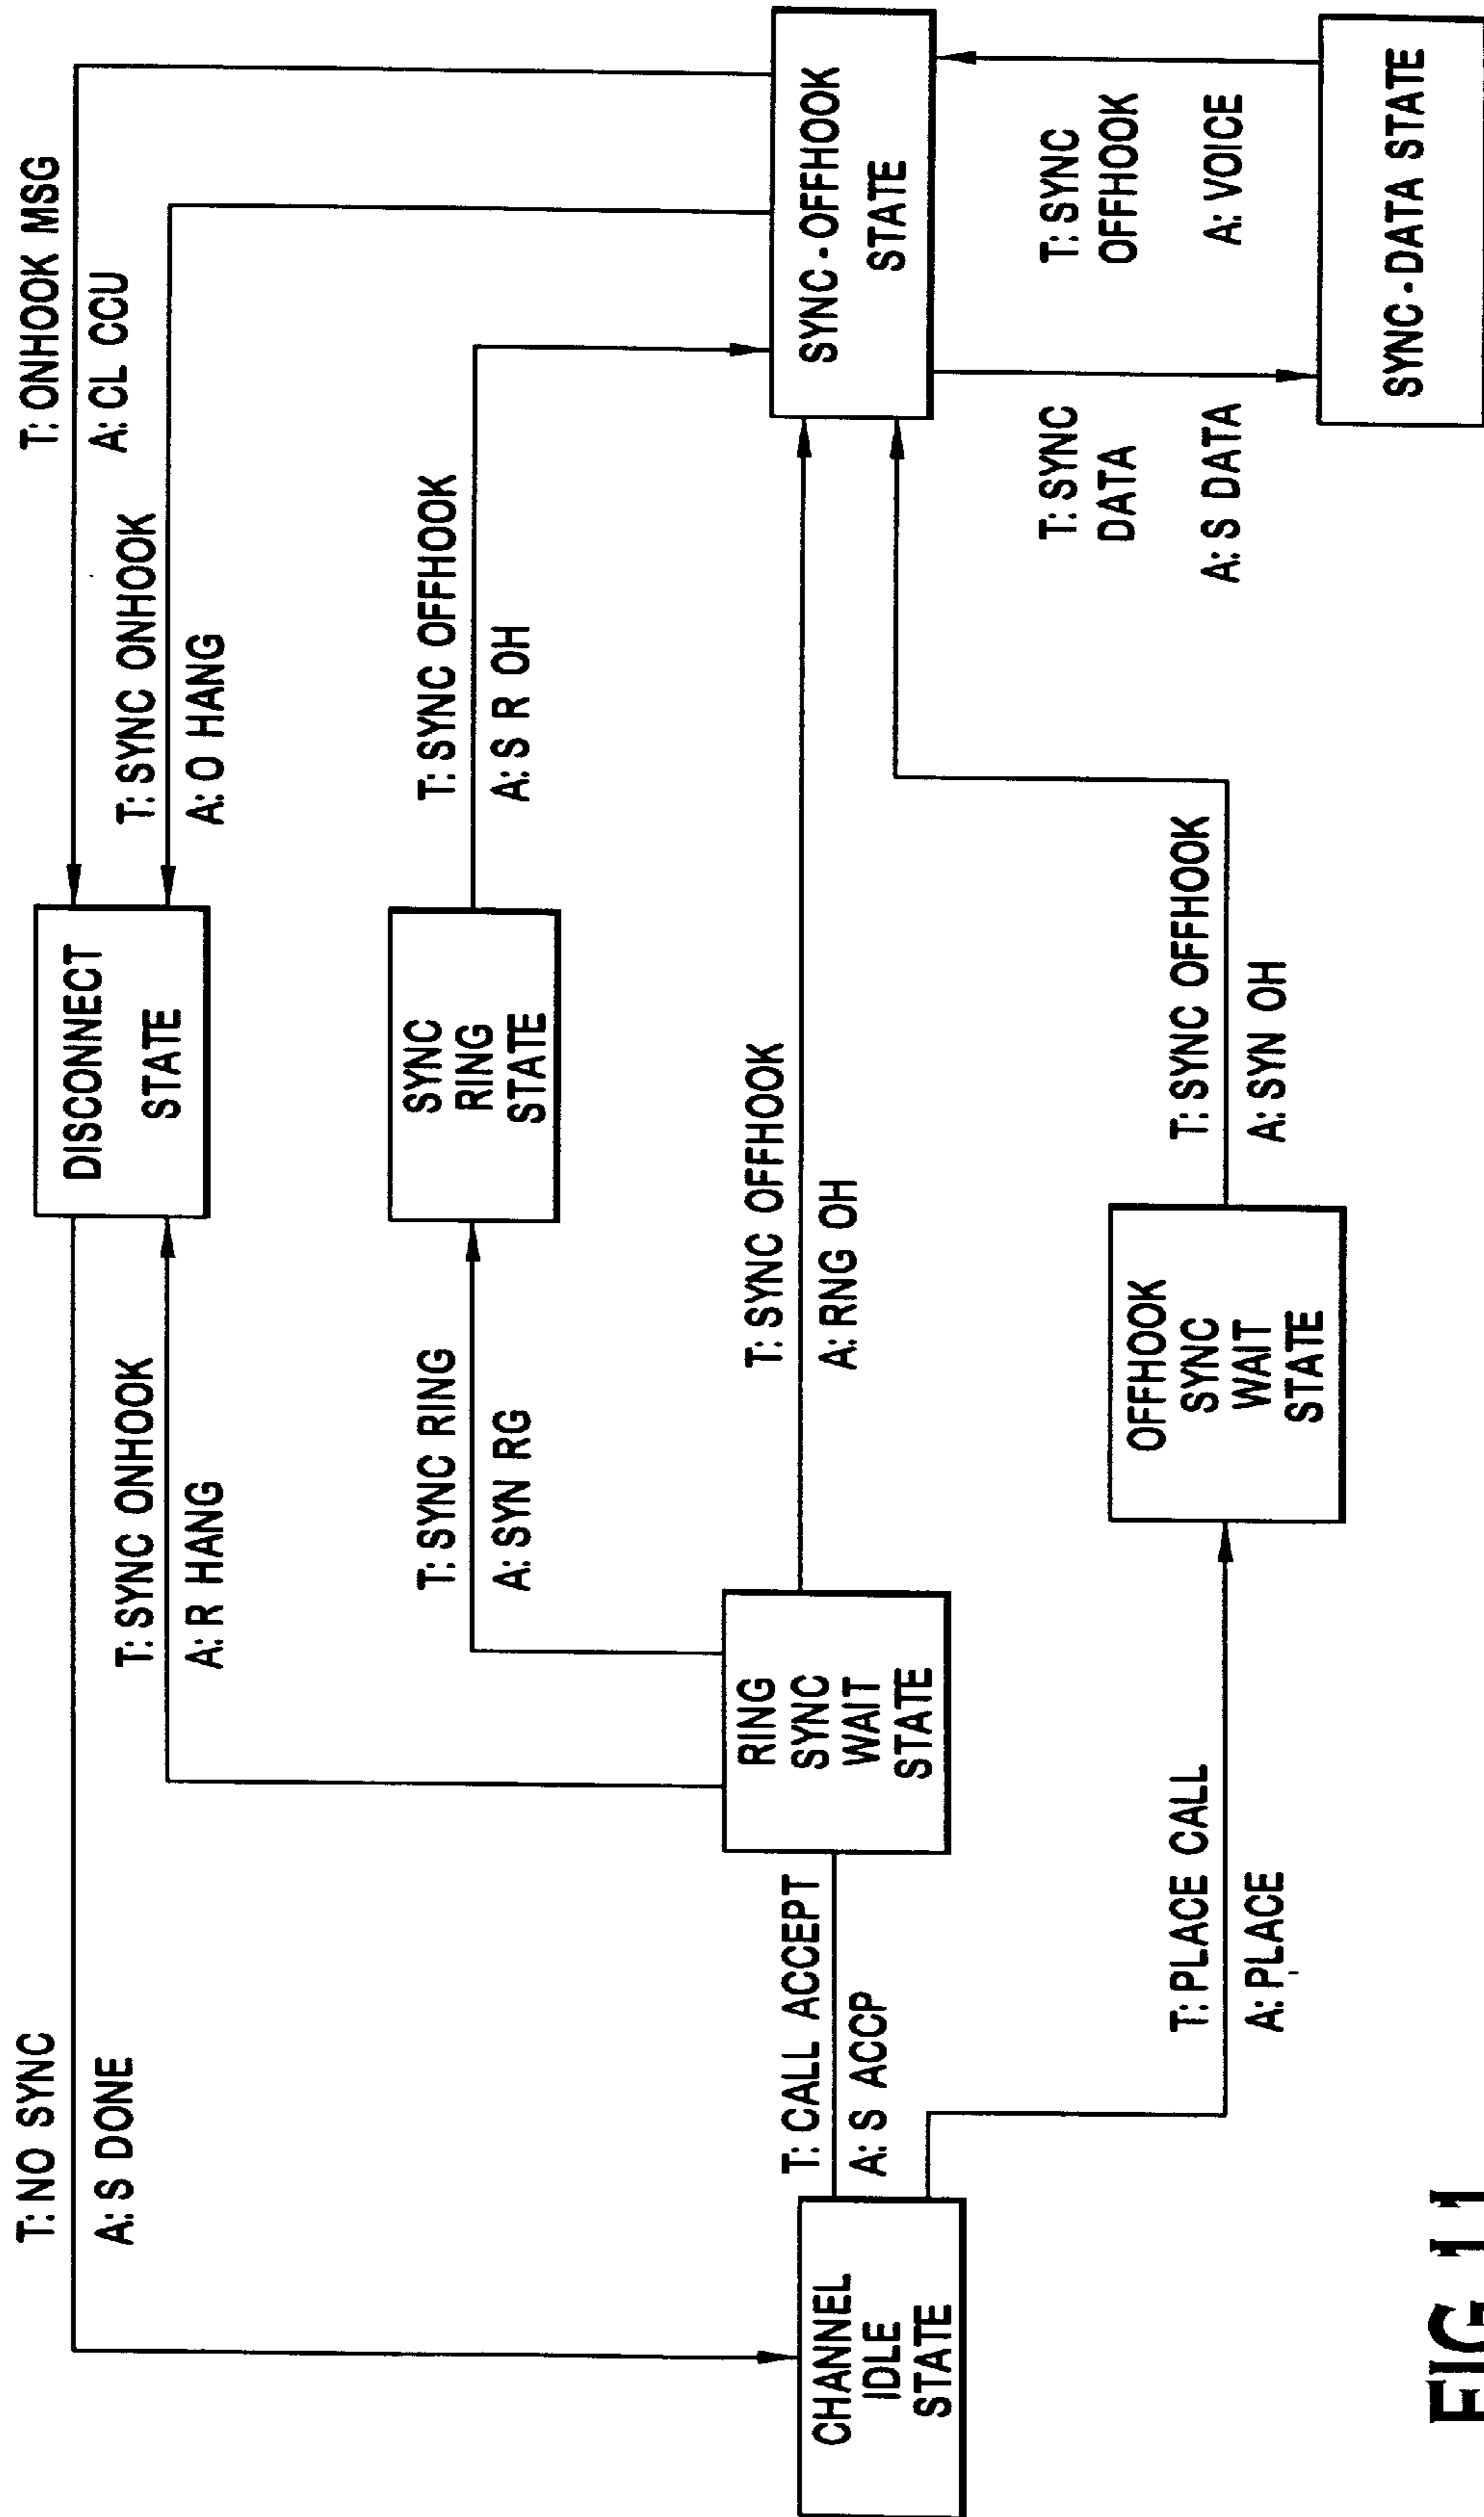 T: NO SYNC
A: S DONE
T: SYNC ONHOOK
A: R HANG
DISCONNECT
STATE
T: ONHOOK MSG
A: CL CCU
T: SYNC ONHOOK
A: O HANG
T: SYNC RING
A: SYN RG
SYNC
RING
STATE
T: SYNC OFFHOOK
A: S R OH
CHANNEL
IDLE
STATE
T: CALL ACCEPT
A: S ACCP
RING
SYNC
WAIT
STATE
T: SYNC OFFHOOK
A: RNG OH
SYNC-OFFHOOK
STATE
T: PLACE CALL
A: PLACE
OFFHOOK
SYNC
WAIT
STATE
T: SYNC OFFHOOK
A: SYN OH
T: SYNC
DATA
A: S DATA
T: SYNC
OFFHOOK
A: VOICE
SYNC-DATA STATE